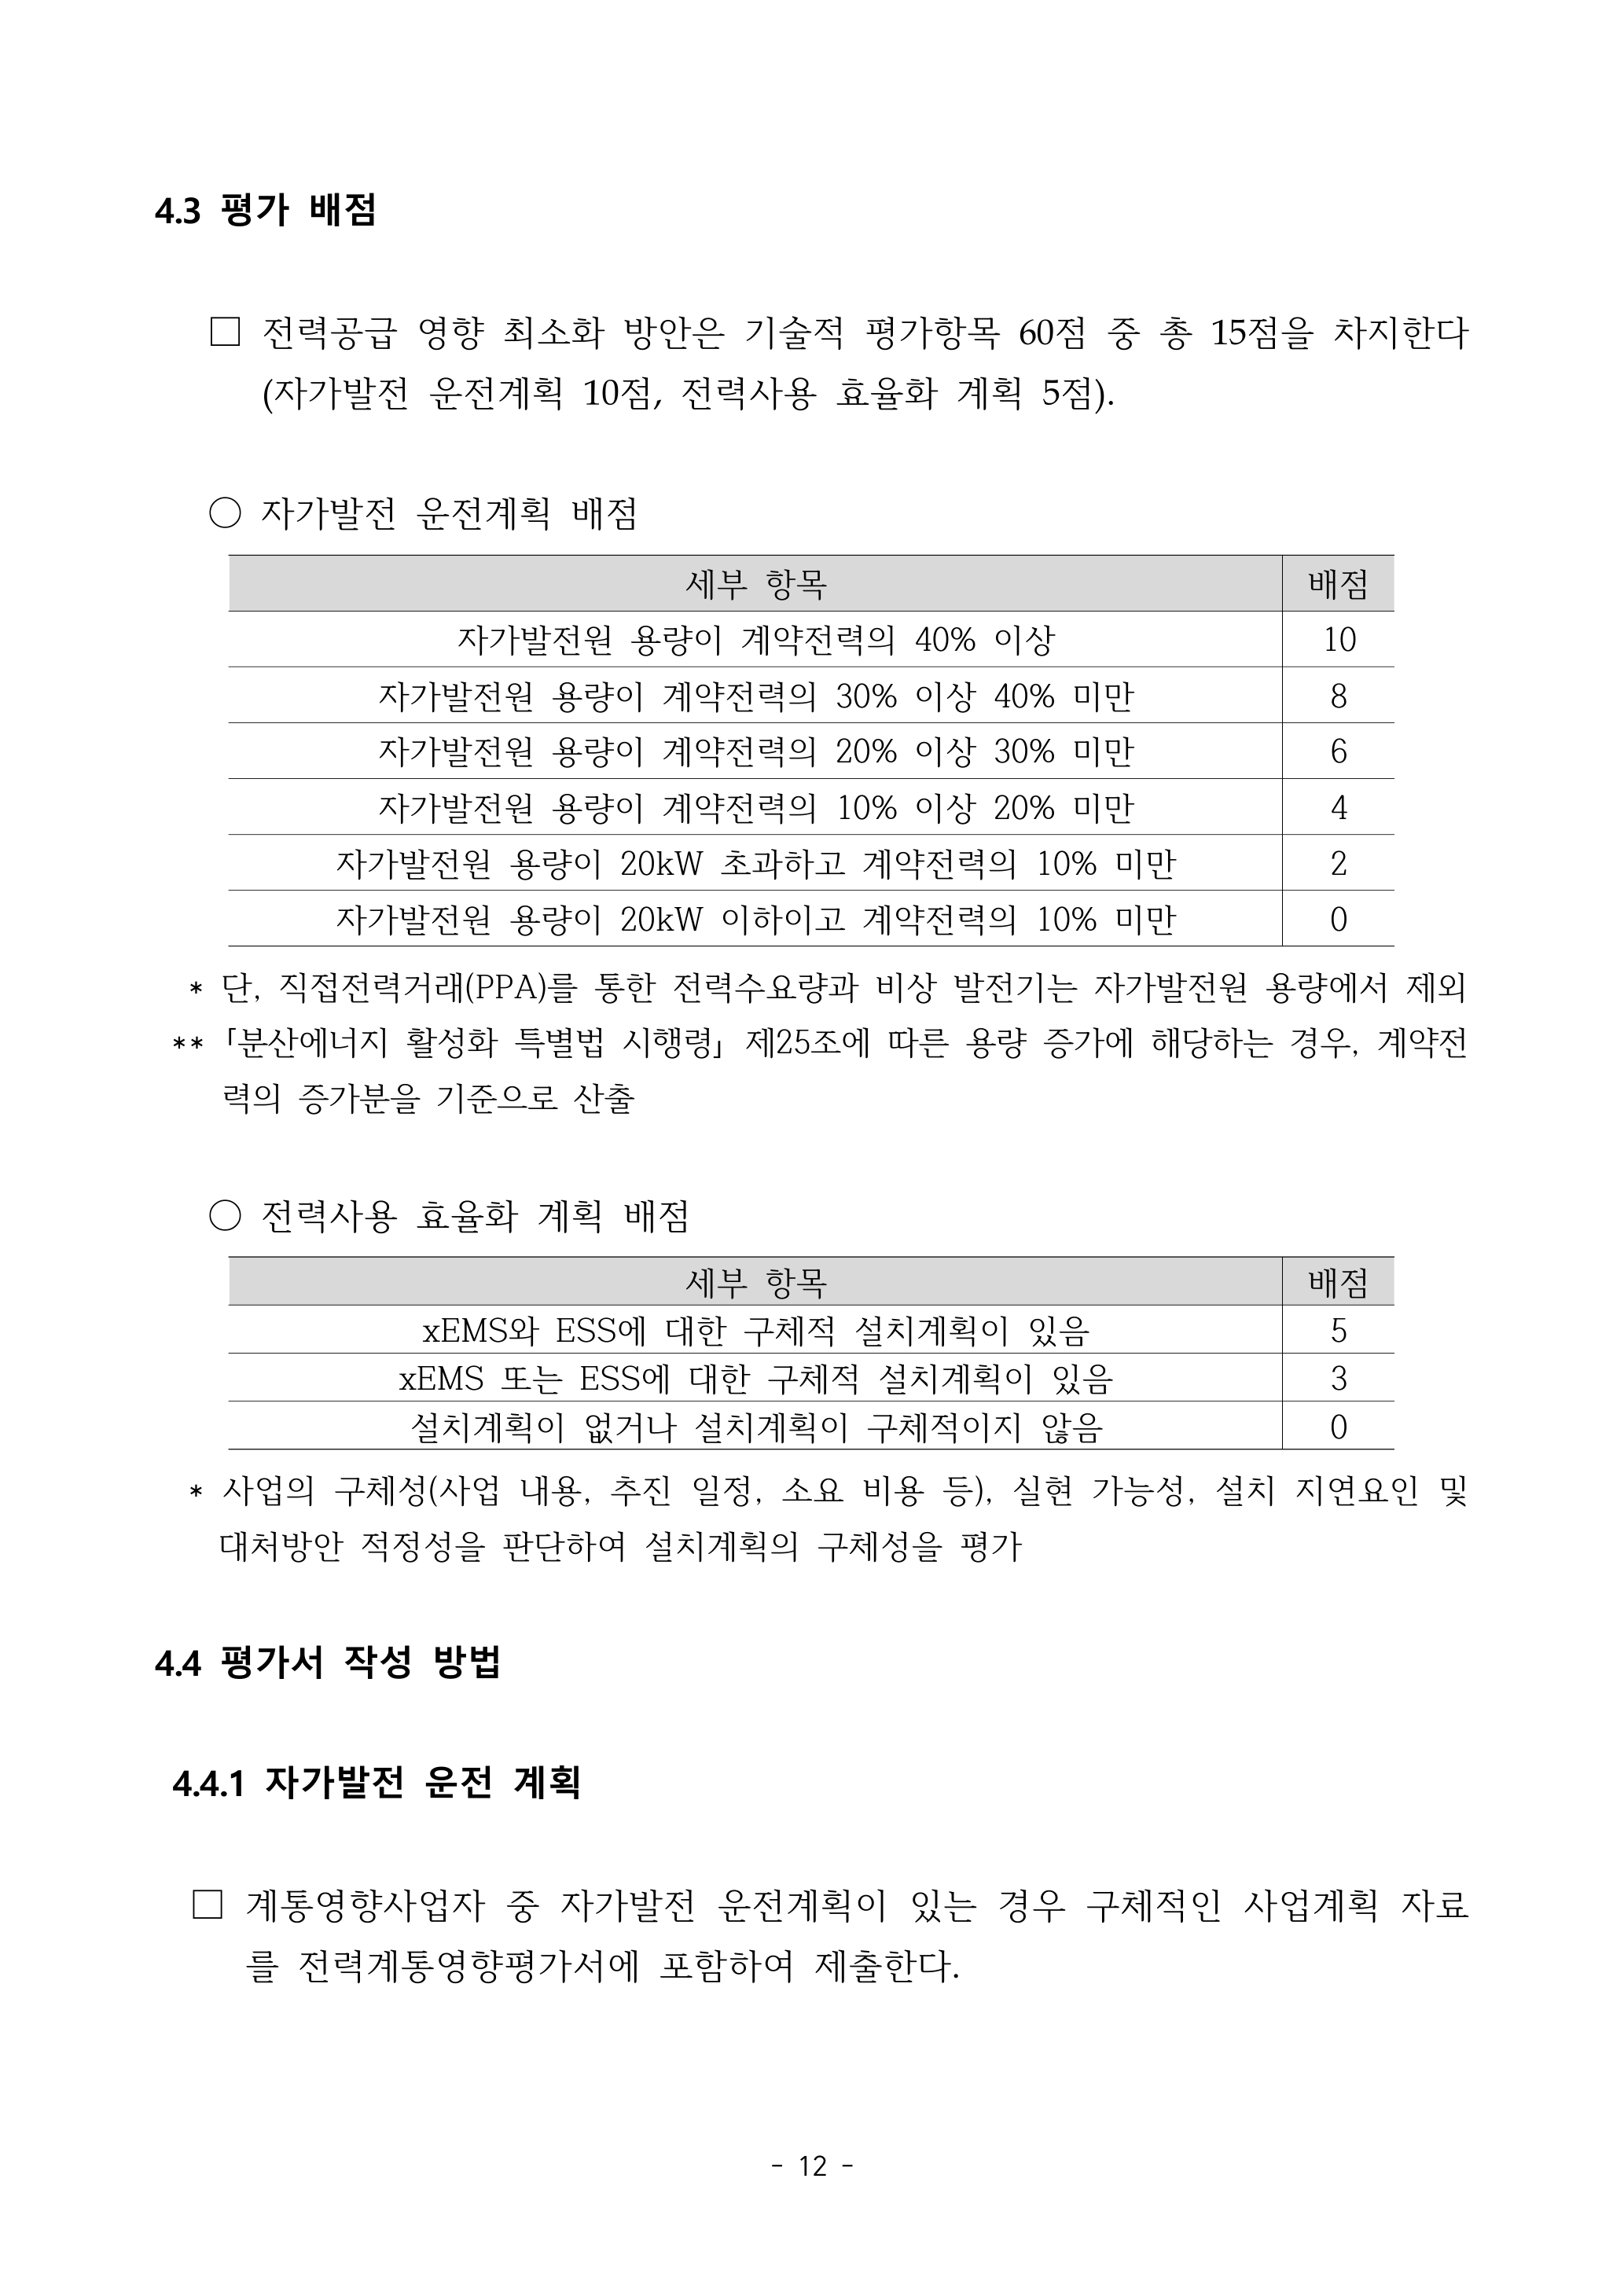 4.3 평가 배점
□ 전력공급 영향 최소화 방안은 기술적 평가항목 60점 중 총 15점을 차지한다
(자가발전 운전계획 10점, 전력사용 효율화 계획 5점).
○ 자가발전 운전계획 배점
세부 항목 배점
자가발전원 용량이 계약전력의 40% 이상 10
자가발전원 용량이 계약전력의 30% 이상 40% 미만 8
자가발전원 용량이 계약전력의 20% 이상 30% 미만 6
자가발전원 용량이 계약전력의 10% 이상 20% 미만 4
자가발전원 용량이 20kW 초과하고 계약전력의 10% 미만 2
자가발전원 용량이 20kW 이하이고 계약전력의 10% 미만 0
* 단, 직접전력거래(PPA)를 통한 전력수요량과 비상 발전기는 자가발전원 용량에서 제외
** 「분산에너지 활성화 특별법 시행령」 제25조에 따른 용량 증가에 해당하는 경우, 계약전
력의 증가분을 기준으로 산출
○ 전력사용 효율화 계획 배점
세부 항목 배점
xEMS와 ESS에 대한 구체적 설치계획이 있음 5
xEMS 또는 ESS에 대한 구체적 설치계획이 있음 3
설치계획이 없거나 설치계획이 구체적이지 않음 0
* 사업의 구체성(사업 내용, 추진 일정, 소요 비용 등), 실현 가능성, 설치 지연요인 및
대처방안 적정성을 판단하여 설치계획의 구체성을 평가
4.4 평가서 작성 방법
4.4.1 자가발전 운전 계획
□ 계통영향사업자 중 자가발전 운전계획이 있는 경우 구체적인 사업계획 자료
를 전력계통영향평가서에 포함하여 제출한다.
- 12 -